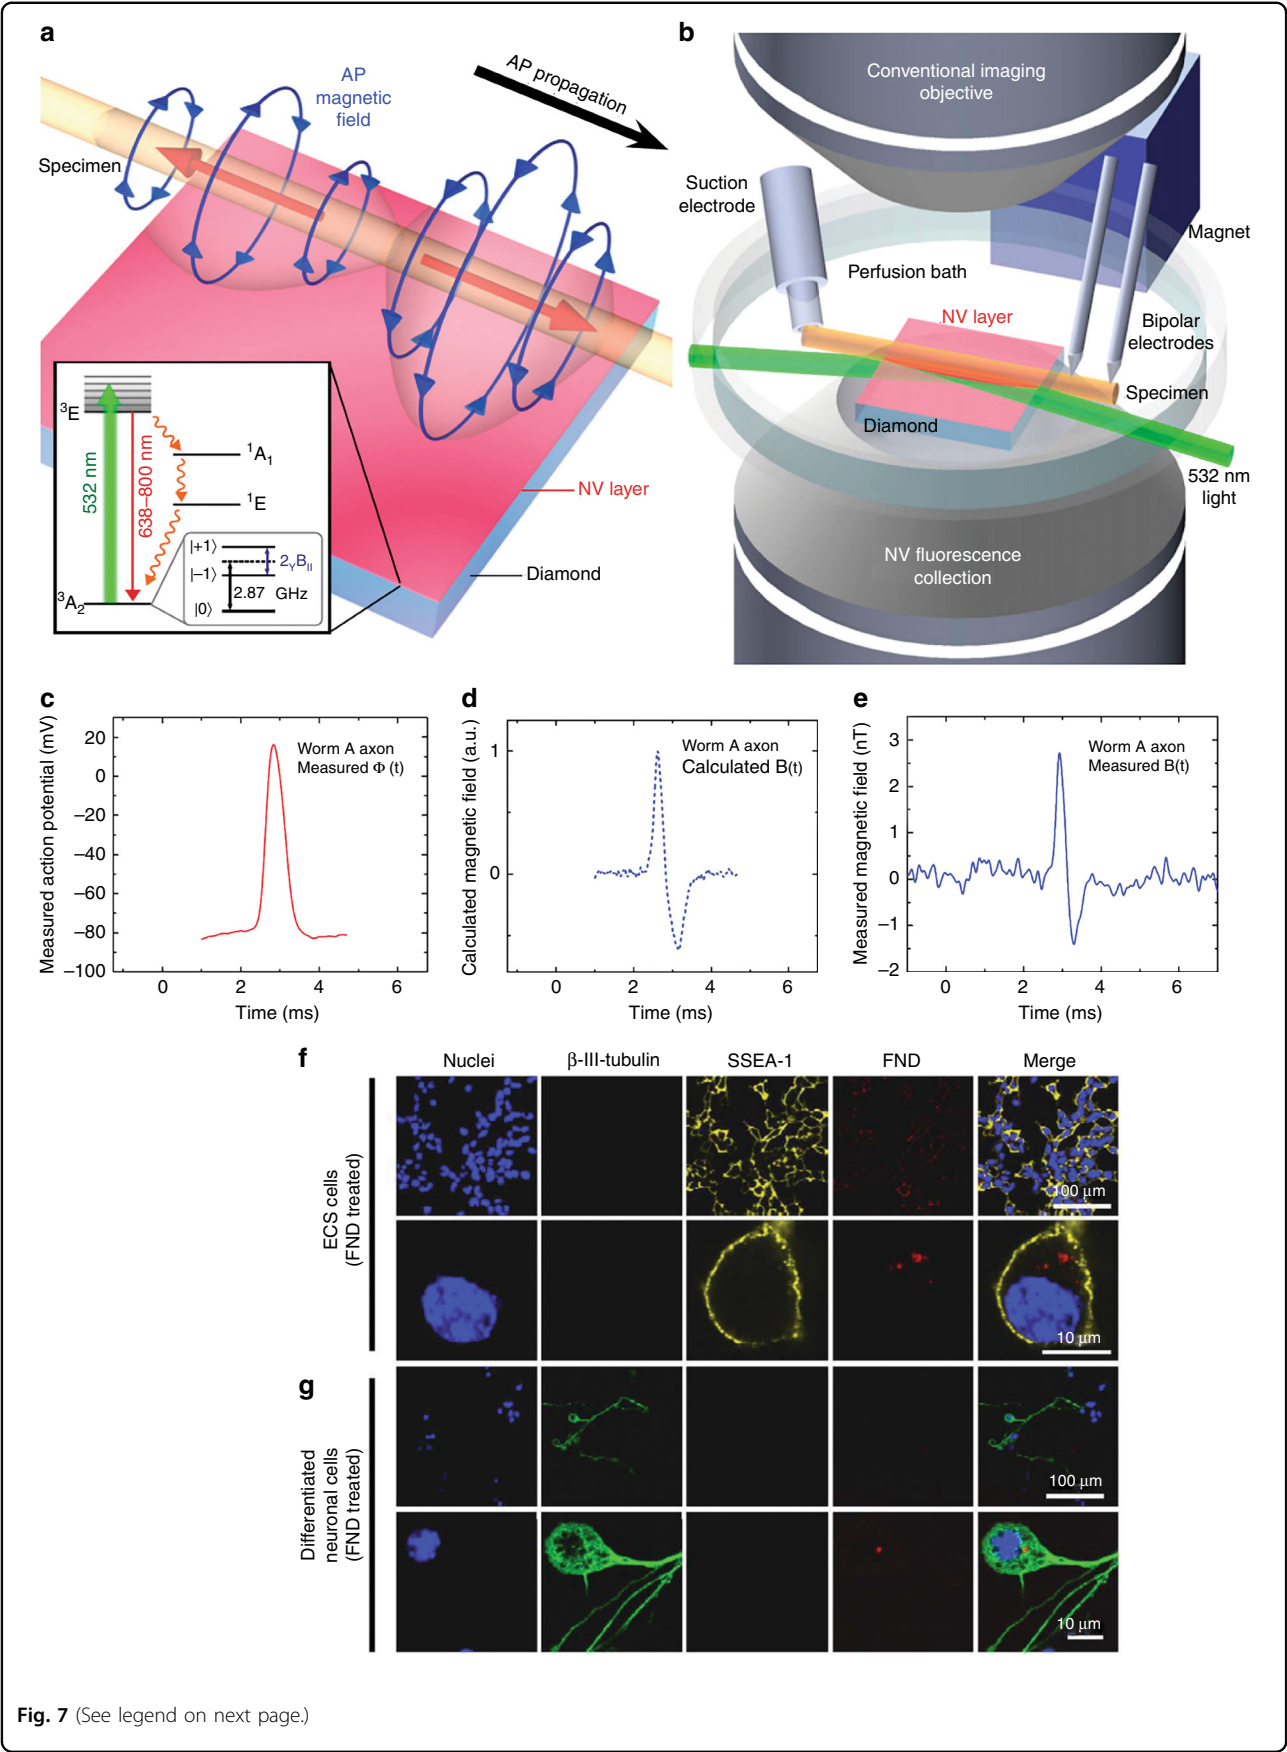 a
AP
magnetic
field
AP propagation
Specimen
³E
532 nm
638–800 nm
¹A₁
¹E
|+1⟩
|−1⟩
|0⟩
2γB||
2.87 GHz
³A₂
NV layer
Diamond
b
Conventional imaging
objective
Suction
electrode
Magnet
Perfusion bath
NV layer
Bipolar
electrodes
Specimen
Diamond
532 nm
light
NV fluorescence
collection
c
Measured action potential (mV)
20
0
−20
−40
−60
−80
−100
Worm A axon
Measured Φ (t)
0 2 4 6
Time (ms)
d
Calculated magnetic field (a.u.)
1
0
Worm A axon
Calculated B(t)
0 2 4 6
Time (ms)
e
Measured magnetic field (nT)
3
2
1
0
−1
−2
Worm A axon
Measured B(t)
0 2 4 6
Time (ms)
f
Nuclei β-III-tubulin SSEA-1 FND Merge
ECS cells
(FND treated)
100 μm
10 μm
g
Differentiated
neuronal cells
(FND treated)
100 μm
10 μm
Fig. 7 (See legend on next page.)